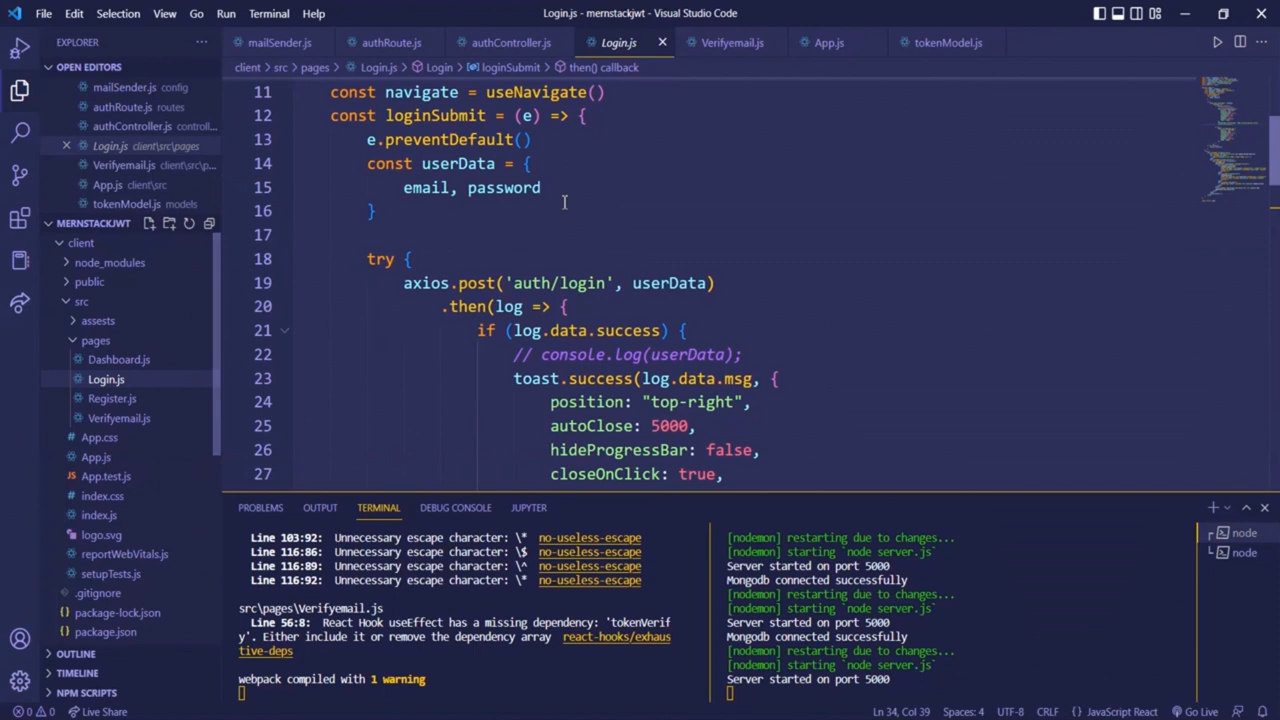 File Edit Selection View Go Run Terminal Help
Login.js - mernstackjwt - Visual Studio Code
EXPLORER
OPEN EDITORS
mailSender.js config
authRoute.js routes
authController.js controll...
Login.js client\src\pages
Verifyemail.js client\src\p...
App.js client\src
tokenModel.js models
MERNSTACKJWT
client
node_modules
public
src
assests
pages
Dashboard.js
Login.js
Register.js
Verifyemail.js
App.css
App.js
App.test.js
index.css
index.js
logo.svg
reportWebVitals.js
setupTests.js
.gitignore
package-lock.json
package.json
OUTLINE
TIMELINE
NPM SCRIPTS
mailSender.js authRoute.js authController.js Login.js Verifyemail.js App.js tokenModel.js
client > src > pages > Login.js > Login > loginSubmit > then() callback
11 const navigate = useNavigate()
12 const loginSubmit = (e) => {
13 e.preventDefault()
14 const userData = {
15 email, password
16 }
17
18 try {
19 axios.post('auth/login', userData)
20 .then(log => {
21 if (log.data.success) {
22 // console.log(userData);
23 toast.success(log.data.msg, {
24 position: "top-right",
25 autoClose: 5000,
26 hideProgressBar: false,
27 closeOnClick: true,
PROBLEMS OUTPUT TERMINAL DEBUG CONSOLE JUPYTER
Line 103:92: Unnecessary escape character: \* no-useless-escape
Line 116:86: Unnecessary escape character: \$ no-useless-escape
Line 116:89: Unnecessary escape character: \^ no-useless-escape
Line 116:92: Unnecessary escape character: \* no-useless-escape
src\pages\Verifyemail.js
Line 56:8: React Hook useEffect has a missing dependency: 'tokenVerif
y'. Either include it or remove the dependency array react-hooks/exhaus
tive-deps
webpack compiled with 1 warning
[nodemon] restarting due to changes...
[nodemon] starting `node server.js`
Server started on port 5000
Mongodb connected successfully
[nodemon] restarting due to changes...
[nodemon] starting `node server.js`
Server started on port 5000
Mongodb connected successfully
[nodemon] restarting due to changes...
[nodemon] starting `node server.js`
Server started on port 5000
node
node
0 0 Live Share
Ln 34, Col 39 Spaces: 4 UTF-8 CRLF {} JavaScript React Go Live